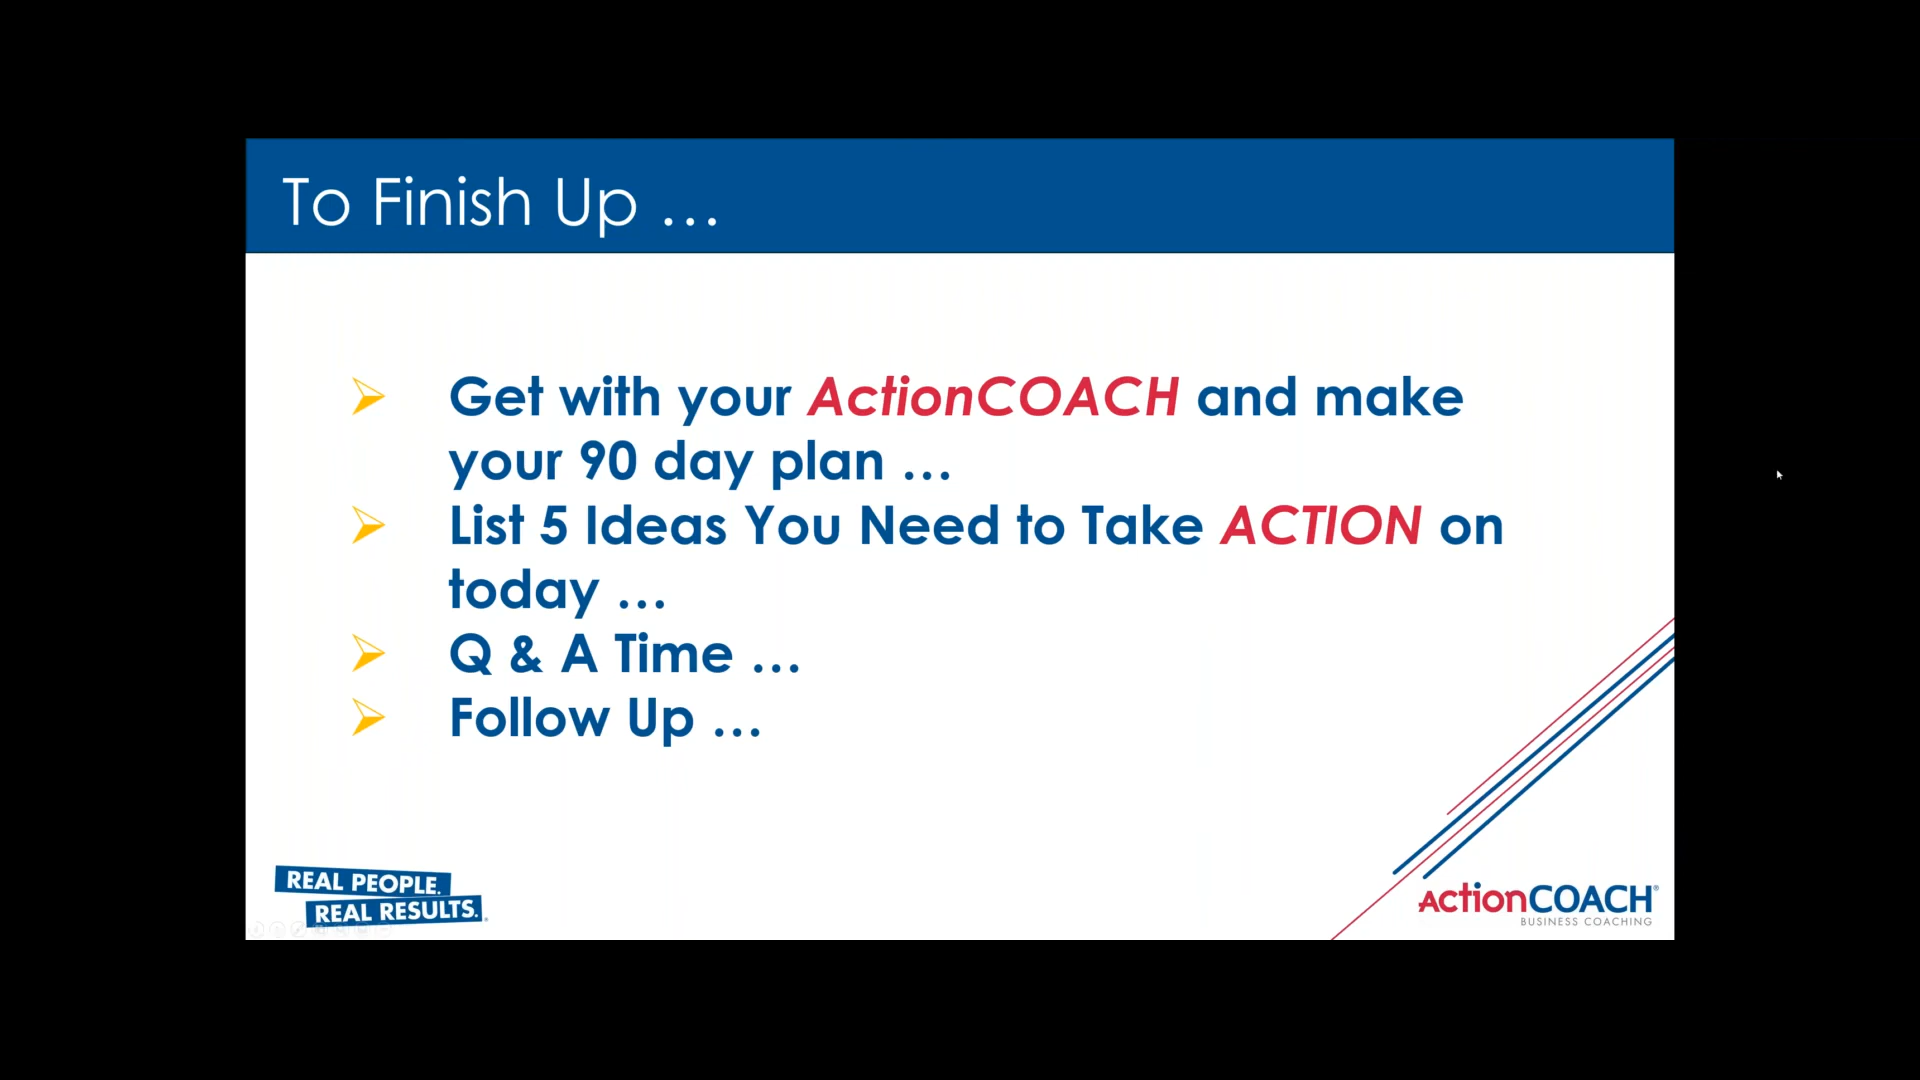 To Finish Up …
Get with your ActionCOACH and make
your 90 day plan …
List 5 Ideas You Need to Take ACTION on
today …
Q & A Time …
Follow Up …
REAL PEOPLE.
REAL RESULTS.
ActionCOACH®
BUSINESS COACHING